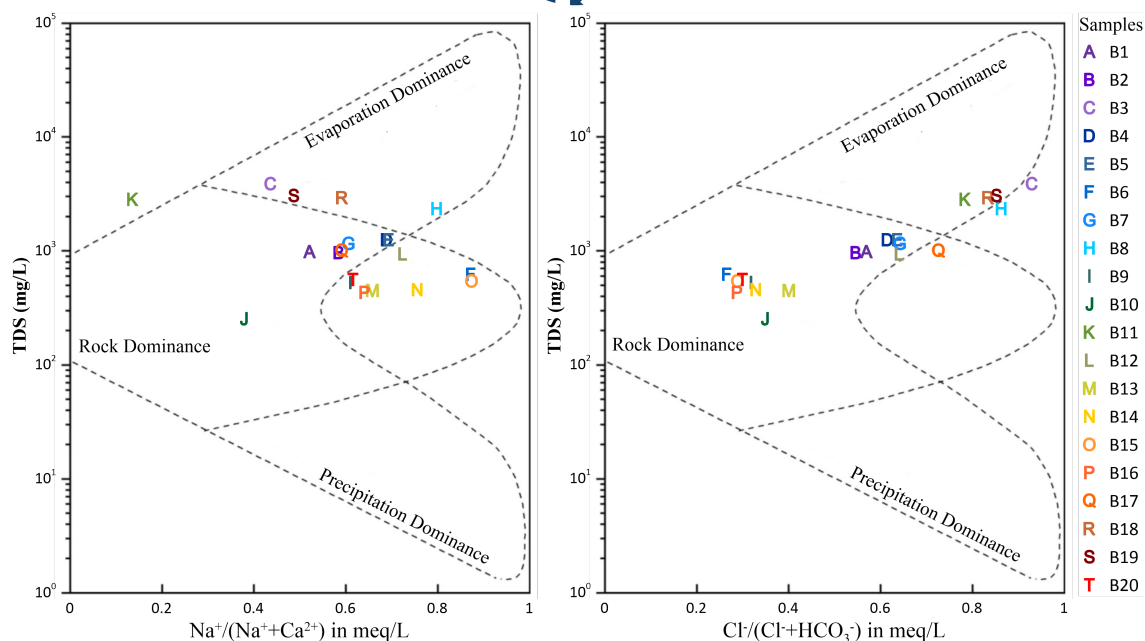 10⁵
10⁴
10³
10²
10¹
10⁰
TDS (mg/L)
Evaporation Dominance
Rock Dominance
Precipitation Dominance
K
C
S
R
H
A
B
Q
G
D
E
L
F
O
I
T
P
M
N
J
0
0.2
0.4
0.6
0.8
1
Na⁺/(Na⁺+Ca²⁺) in meq/L
10⁵
10⁴
10³
10²
10¹
10⁰
TDS (mg/L)
Evaporation Dominance
Rock Dominance
Precipitation Dominance
C
K
R
S
H
B
A
D
E
G
L
Q
F
O
T
I
P
N
M
J
0
0.2
0.4
0.6
0.8
1
Cl⁻/(Cl⁻+HCO₃⁻) in meq/L
Samples
A B1
B B2
C B3
D B4
E B5
F B6
G B7
H B8
I B9
J B10
K B11
L B12
M B13
N B14
O B15
P B16
Q B17
R B18
S B19
T B20